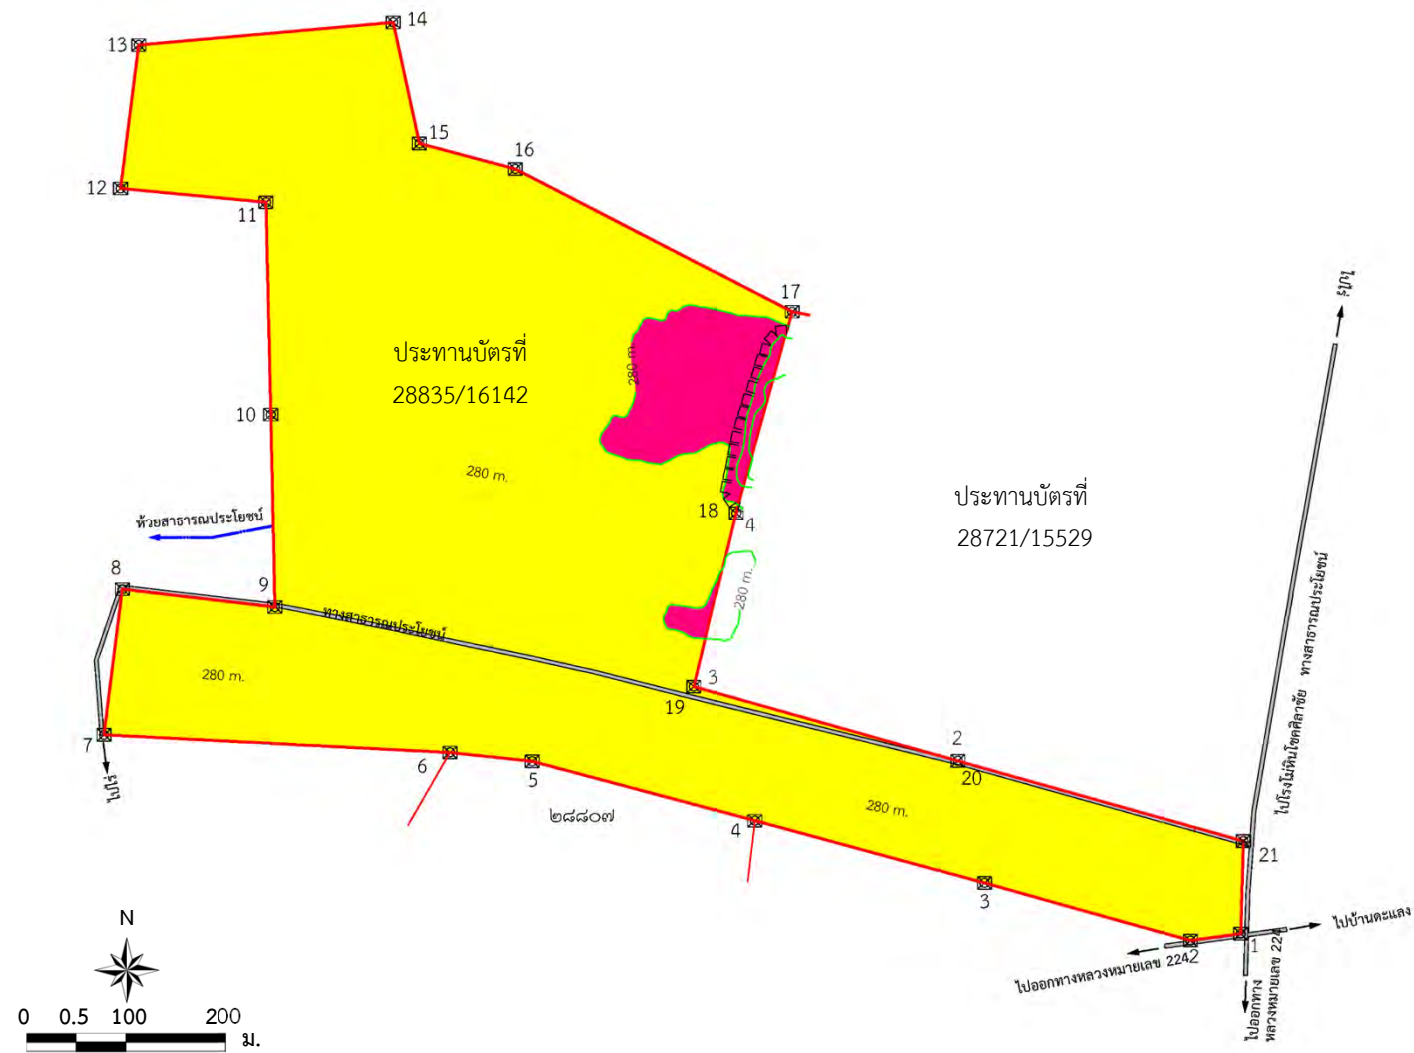 14
13
15
16
12
11
17
ประทานบัตรที่
28835/16142
280 m.
ไปไร่
10
280 m.
ประทานบัตรที่
28721/15529
18
4
ห้วยสาธารณประโยชน์
8
9
280 m.
ทางสาธารณประโยชน์
280 m.
3
19
7
ไปไร่
6
5
๒๘๘๐๗
2
20
280 m.
4
3
ไปโรงโม่หินโชคศิลาชัย ทางสาธารณประโยชน์
21
ไปบ้านตะแลง
1
2
ไปออกทางหลวงหมายเลข 224
ไปออกทาง
หลวงหมายเลข 224
N
0 0.5 100 200
ม.